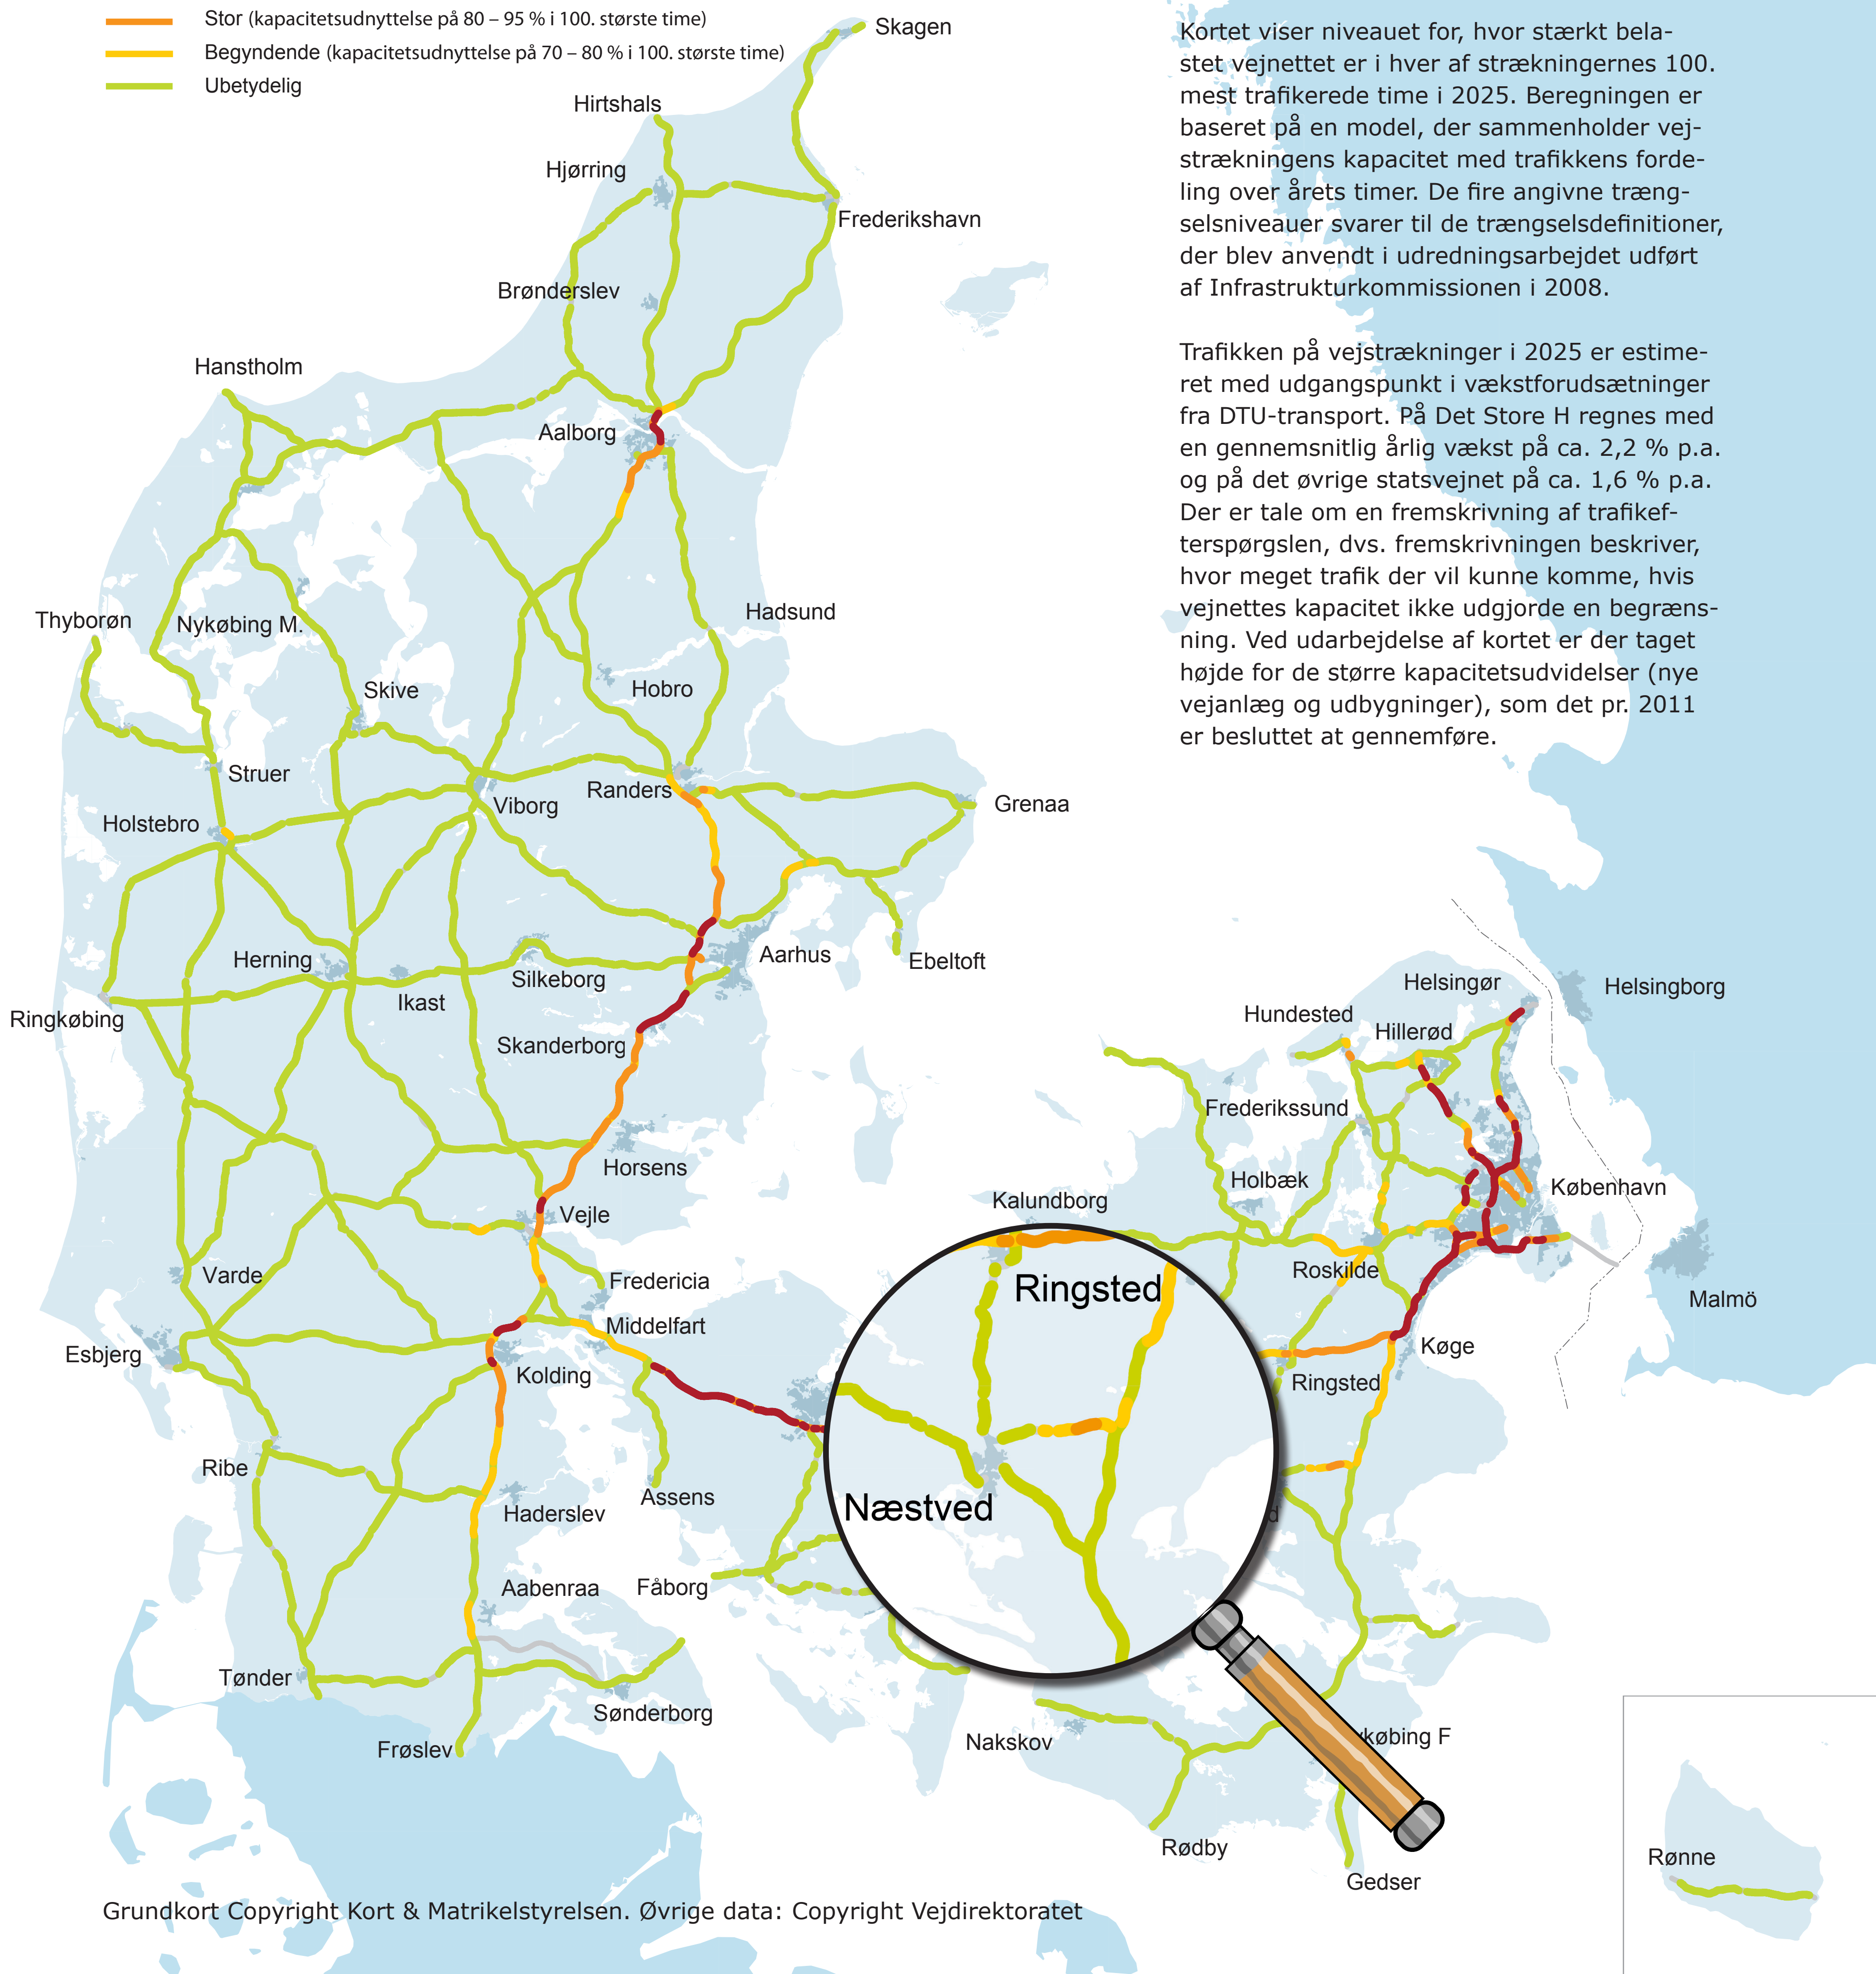 Stor (kapacitetsudnyttelse på 80 – 95 % i 100. største time)
Begyndende (kapacitetsudnyttelse på 70 – 80 % i 100. største time)
Ubetydelig
Kortet viser niveauet for, hvor stærkt bela-
stet vejnettet er i hver af strækningernes 100.
mest trafikerede time i 2025. Beregningen er
baseret på en model, der sammenholder vej-
strækningens kapacitet med trafikkens forde-
ling over årets timer. De fire angivne træng-
selsniveauer svarer til de trængselsdefinitioner,
der blev anvendt i udredningsarbejdet udført
af Infrastrukturkommissionen i 2008.
Trafikken på vejstrækninger i 2025 er estime-
ret med udgangspunkt i vækstforudsætninger
fra DTU-transport. På Det Store H regnes med
en gennemsnitlig årlig vækst på ca. 2,2 % p.a.
og på det øvrige statsvejnet på ca. 1,6 % p.a.
Der er tale om en fremskrivning af trafikef-
terspørgslen, dvs. fremskrivningen beskriver,
hvor meget trafik der vil kunne komme, hvis
vejnettes kapacitet ikke udgjorde en begræns-
ning. Ved udarbejdelse af kortet er der taget
højde for de større kapacitetsudvidelser (nye
vejanlæg og udbygninger), som det pr. 2011
er besluttet at gennemføre.
Skagen
Hirtshals
Hjørring
Frederikshavn
Brønderslev
Hanstholm
Aalborg
Thyborøn
Nykøbing M.
Hadsund
Skive
Hobro
Struer
Randers
Viborg
Grenaa
Holstebro
Herning
Aarhus
Ebeltoft
Silkeborg
Ikast
Ringkøbing
Skanderborg
Helsingør
Helsingborg
Hundested
Hillerød
Frederikssund
Horsens
Holbæk
København
Kalundborg
Vejle
Varde
Fredericia
Roskilde
Ringsted
Malmö
Middelfart
Esbjerg
Køge
Kolding
Ringsted
Ribe
Assens
Næstved
Haderslev
d
Aabenraa
Fåborg
Tønder
Sønderborg
Frøslev
Nakskov
købing F
Rødby
Rønne
Gedser
Grundkort Copyright Kort & Matrikelstyrelsen. Øvrige data: Copyright Vejdirektoratet